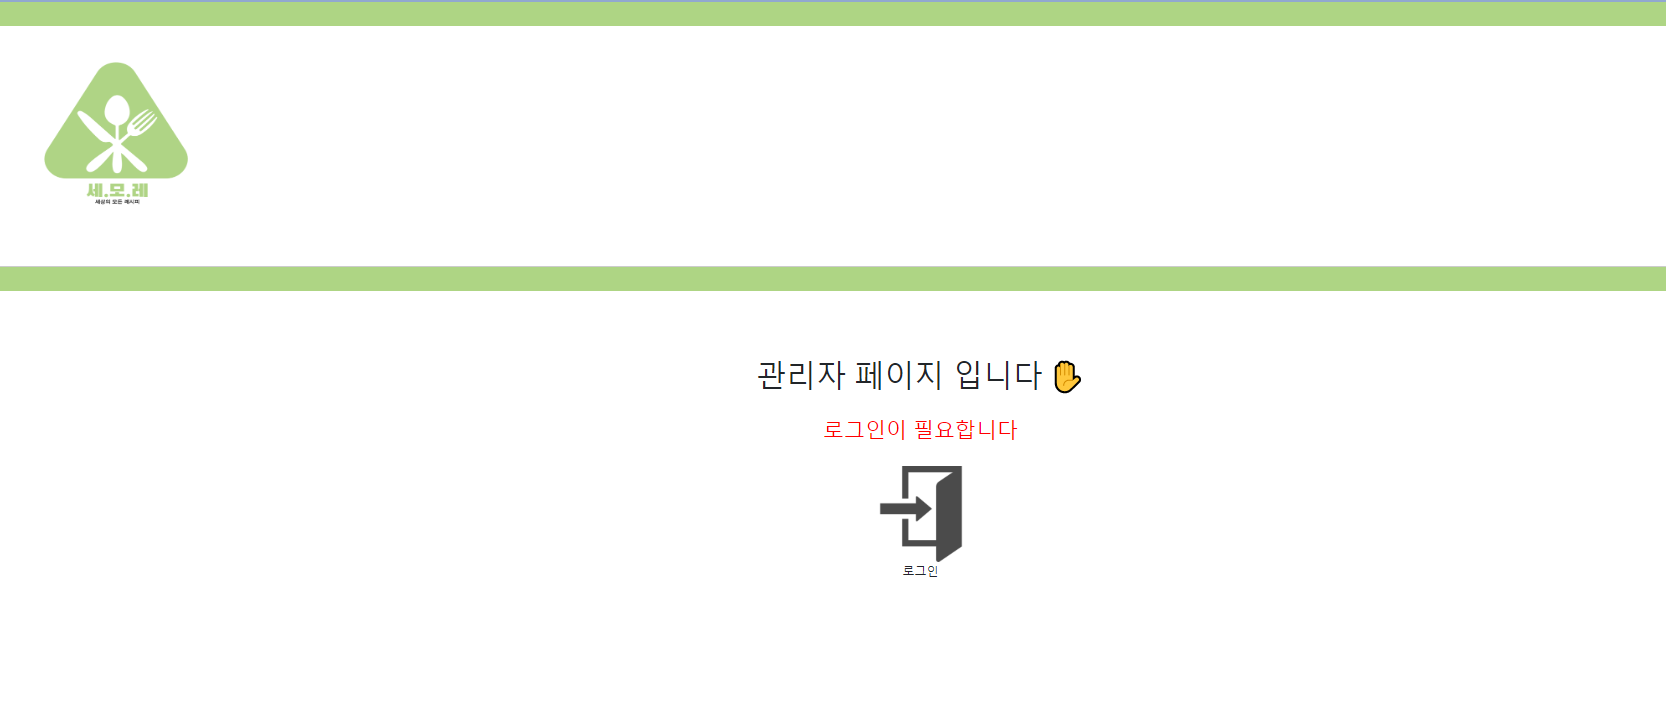 세.모.레
세상의 모든 레시피
관리자 페이지 입니다✋
로그인이 필요합니다
로그인